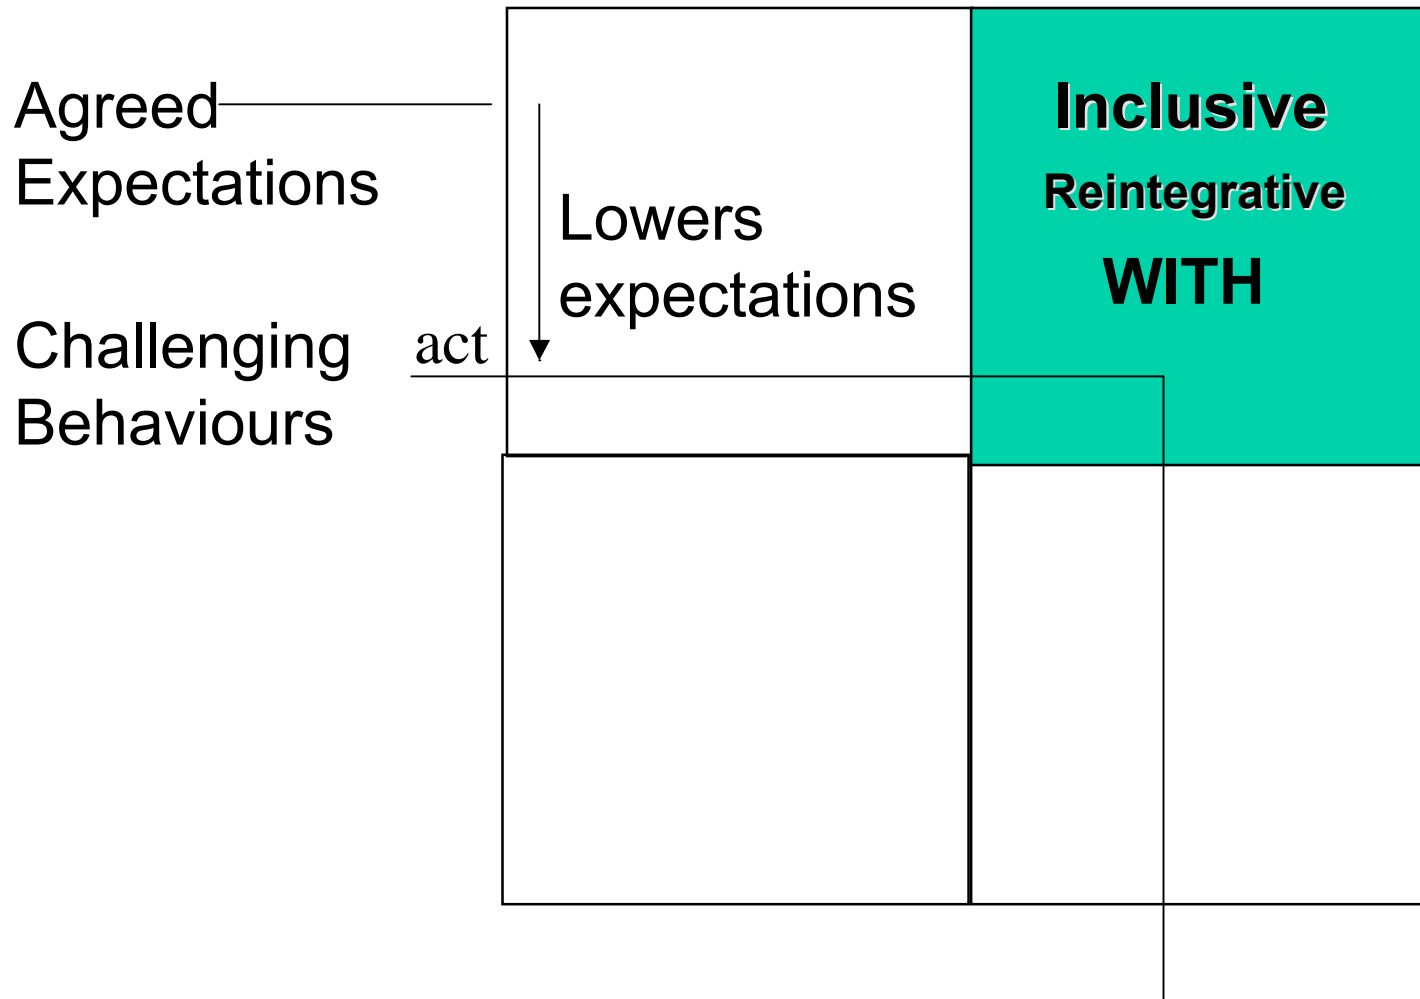 Agreed
Expectations
Challenging
Behaviours
act
Lowers
expectations
Inclusive
Reintegrative
WITH